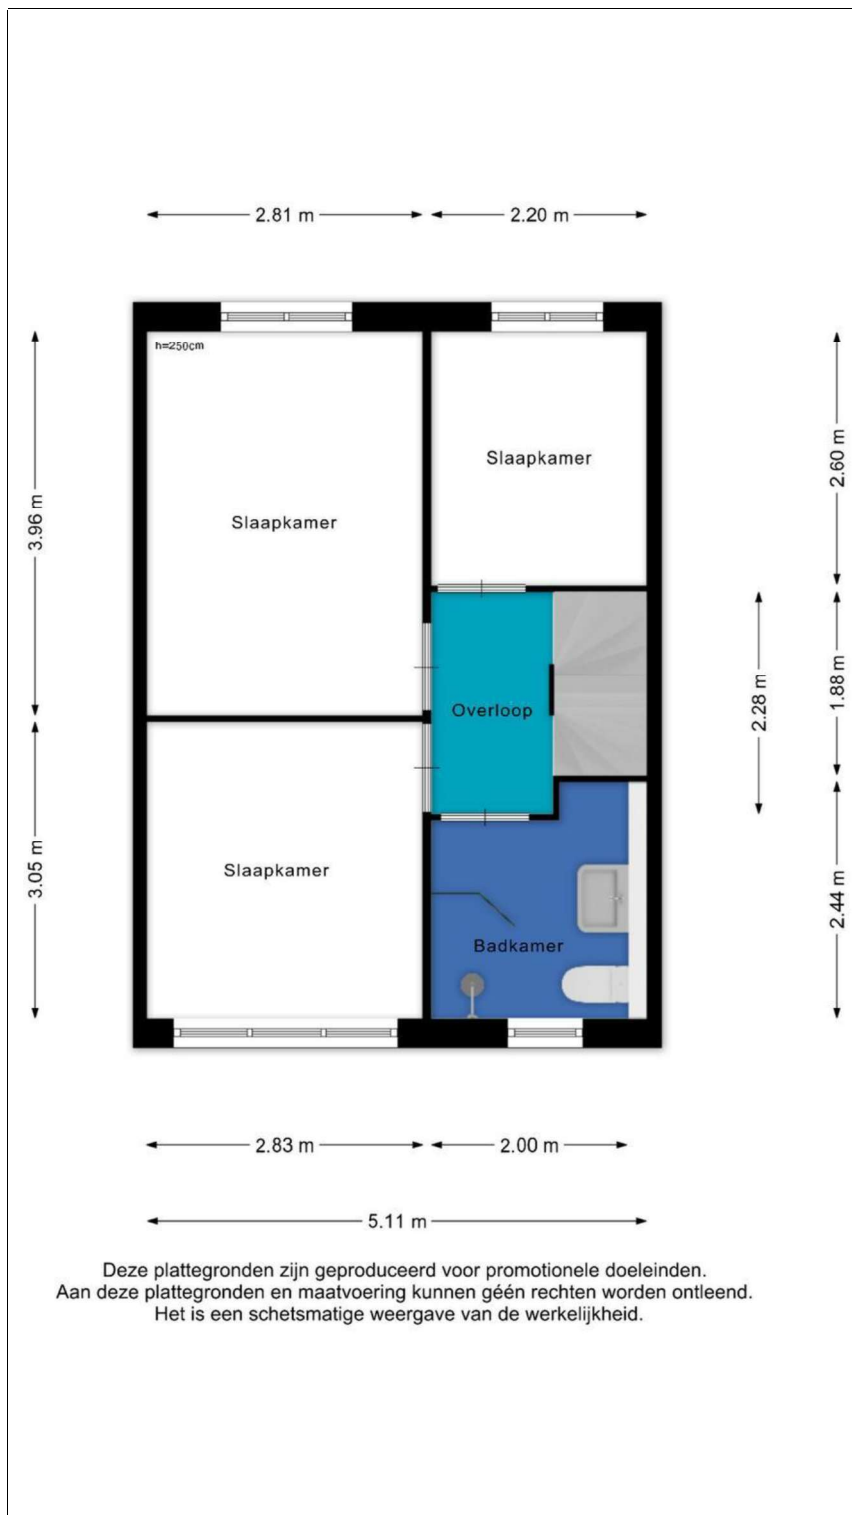 2.81 m
2.20 m
h=250cm
Slaapkamer
2.60 m
3.96 m
Slaapkamer
1.88 m
2.28 m
Overloop
3.05 m
Slaapkamer
2.44 m
Badkamer
2.83 m
2.00 m
5.11 m
Deze plattegronden zijn geproduceerd voor promotionele doeleinden.
Aan deze plattegronden en maatvoering kunnen géén rechten worden ontleend.
Het is een schetsmatige weergave van de werkelijkheid.